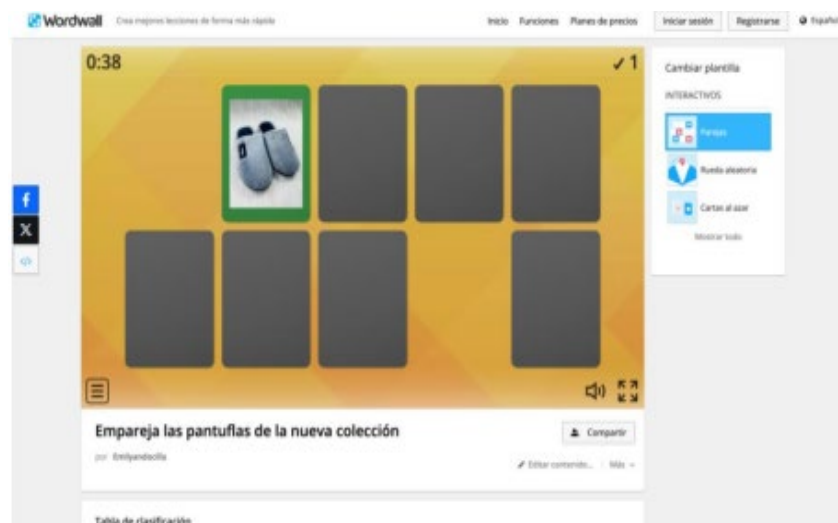 Wordwall Crea mejores lecciones de forma más rápida Inicio Funciones Planes de precios Iniciar sesión Registrarse Español
0:38 ✓ 1
Cambiar plantilla
INTERACTIVOS
Parejas
Rueda aleatoria
Cartas al azar
Mostrar todo
Empareja las pantuflas de la nueva colección
Compartir
por Emilyandocilla
Editar contenido... Más
Tabla de clasificación